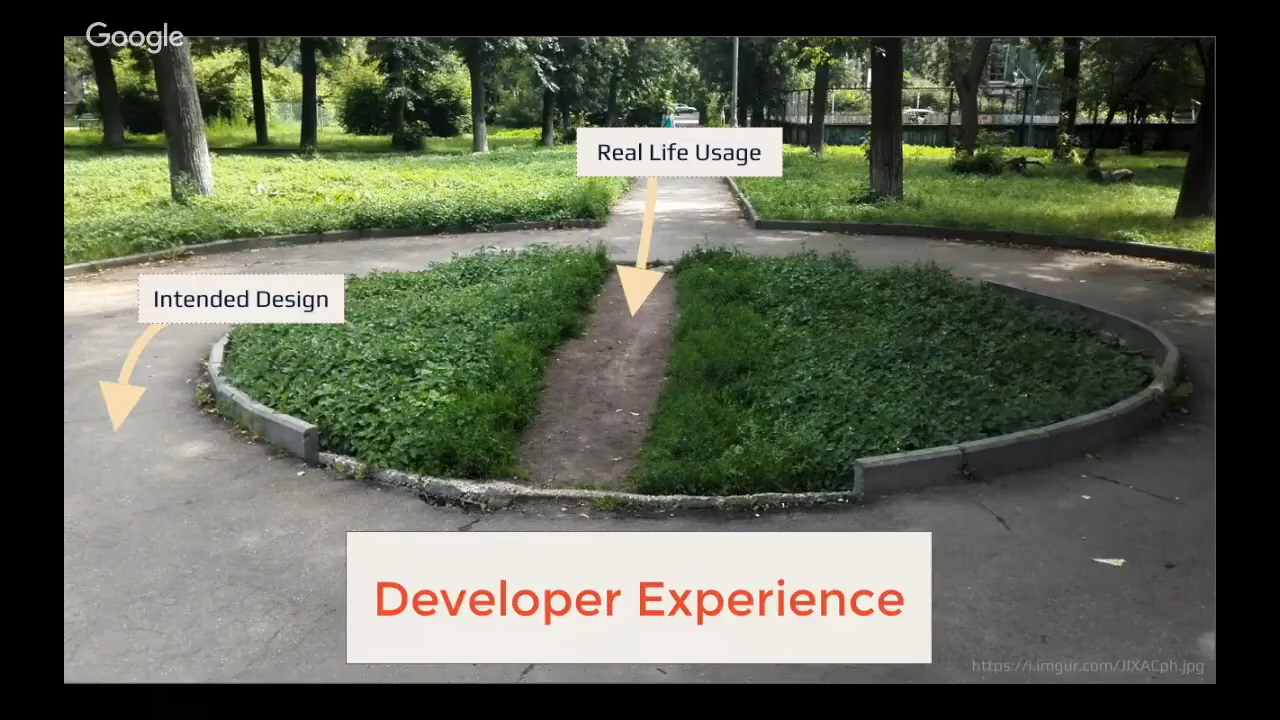 Google
Real Life Usage
Intended Design
Developer Experience
https://i.imgur.com/JIXACph.jpg